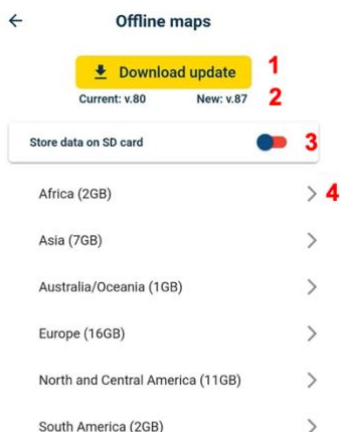 Offline maps
Download update 1
Current: v.80 New: v.87 2
Store data on SD card 3
Africa (2GB) 4
Asia (7GB)
Australia/Oceania (1GB)
Europe (16GB)
North and Central America (11GB)
South America (2GB)